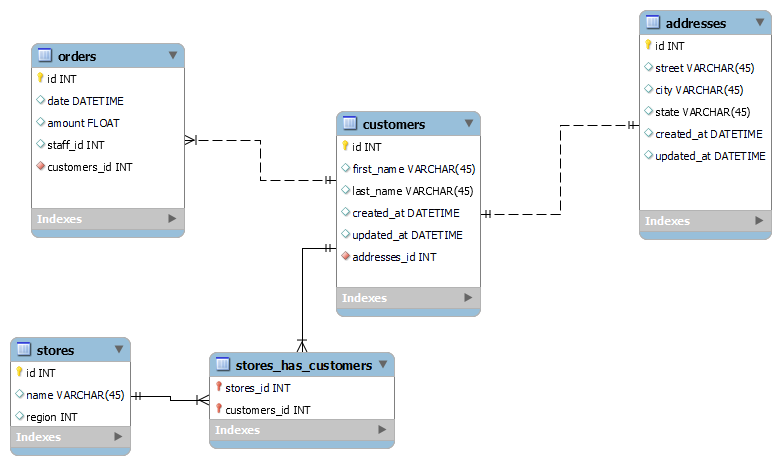 orders
id INT
date DATETIME
amount FLOAT
staff_id INT
customers_id INT
Indexes
customers
id INT
first_name VARCHAR(45)
last_name VARCHAR(45)
created_at DATETIME
updated_at DATETIME
addresses_id INT
Indexes
addresses
id INT
street VARCHAR(45)
city VARCHAR(45)
state VARCHAR(45)
created_at DATETIME
updated_at DATETIME
Indexes
stores
id INT
name VARCHAR(45)
region INT
Indexes
stores_has_customers
stores_id INT
customers_id INT
Indexes